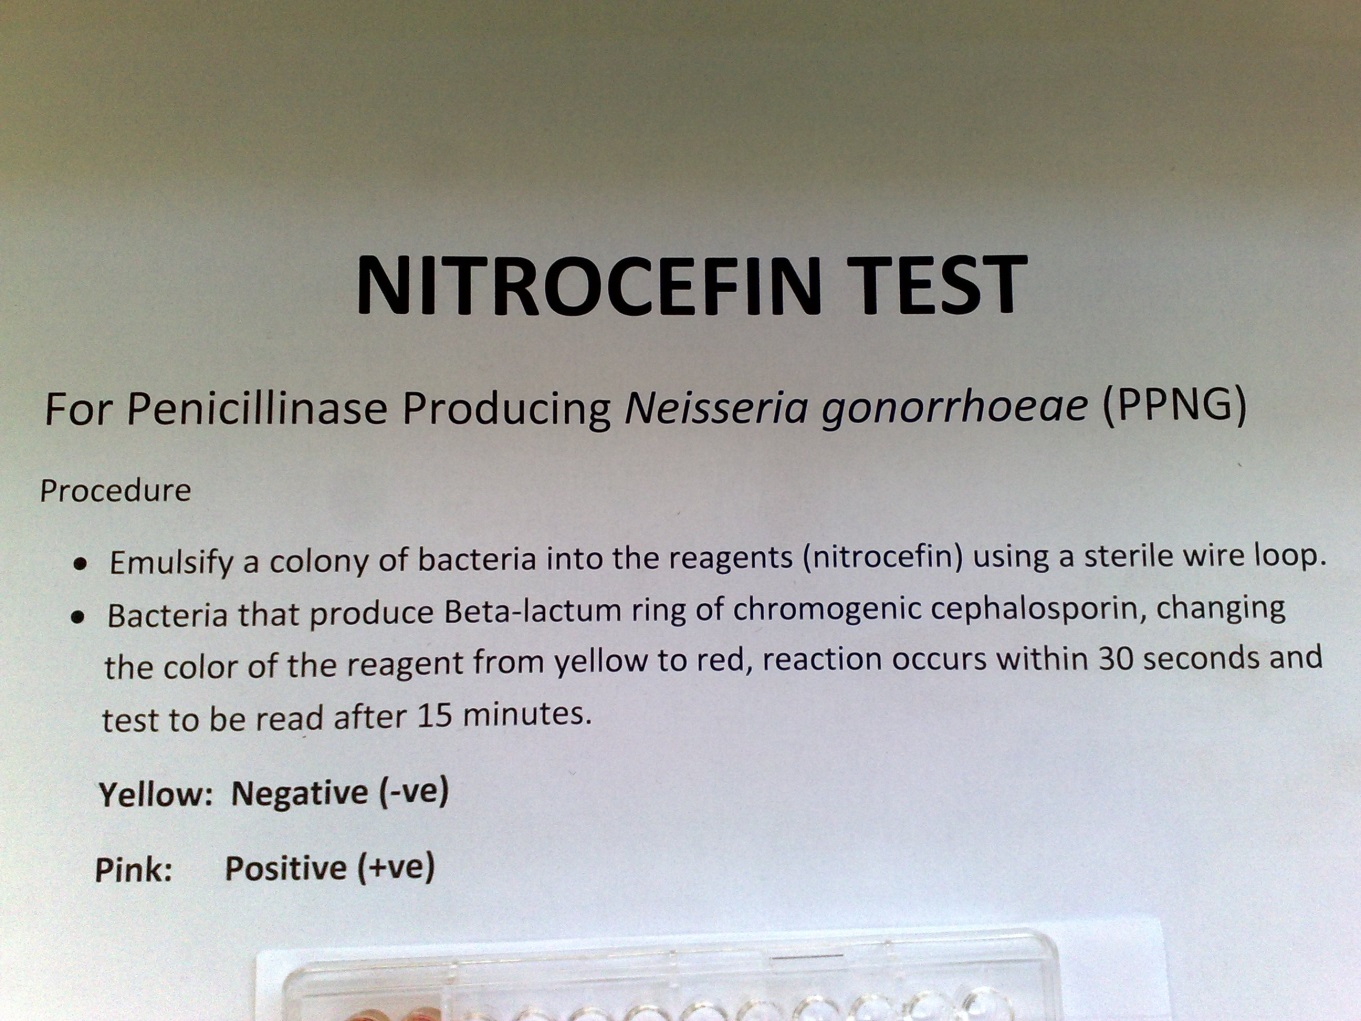 NITROCEFIN TEST
For Penicillinase Producing Neisseria gonorrhoeae (PPNG)
Procedure
• Emulsify a colony of bacteria into the reagents (nitrocefin) using a sterile wire loop.
• Bacteria that produce Beta-lactum ring of chromogenic cephalosporin, changing
the color of the reagent from yellow to red, reaction occurs within 30 seconds and
test to be read after 15 minutes.
Yellow: Negative (-ve)
Pink: Positive (+ve)